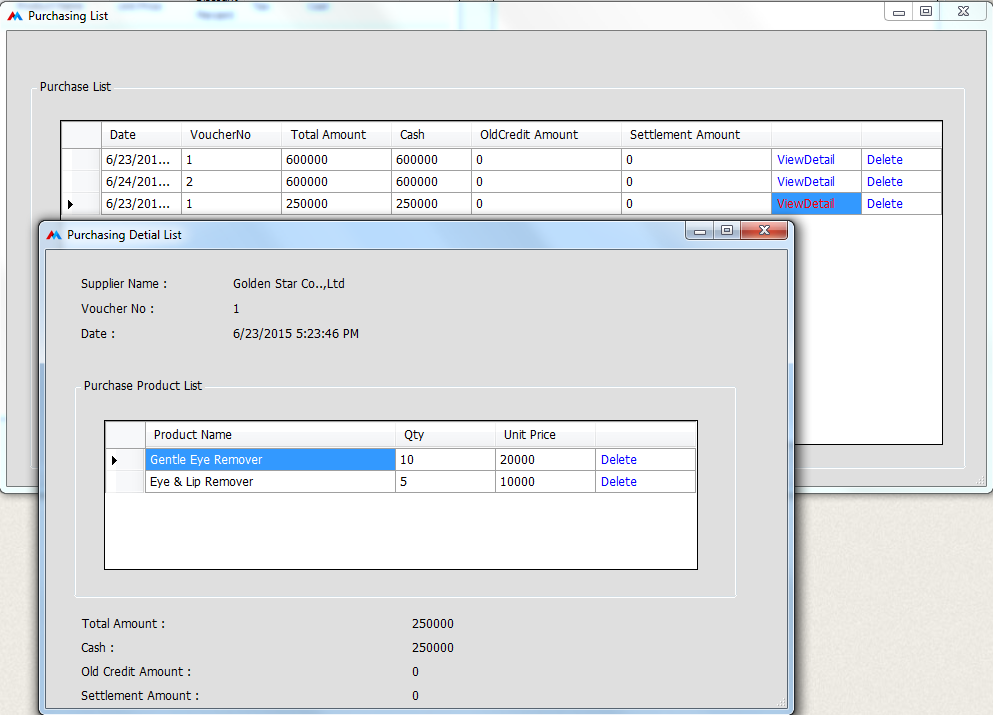 Purchasing List
Purchase List
Date VoucherNo Total Amount Cash OldCredit Amount Settlement Amount
6/23/201... 1 600000 600000 0 0 ViewDetail Delete
6/24/201... 2 600000 600000 0 0 ViewDetail Delete
6/23/201... 1 250000 250000 0 0 ViewDetail Delete
Purchasing Detial List
Supplier Name : Golden Star Co..,Ltd
Voucher No : 1
Date : 6/23/2015 5:23:46 PM
Purchase Product List
Product Name Qty Unit Price
Gentle Eye Remover 10 20000 Delete
Eye & Lip Remover 5 10000 Delete
Total Amount : 250000
Cash : 250000
Old Credit Amount : 0
Settlement Amount : 0